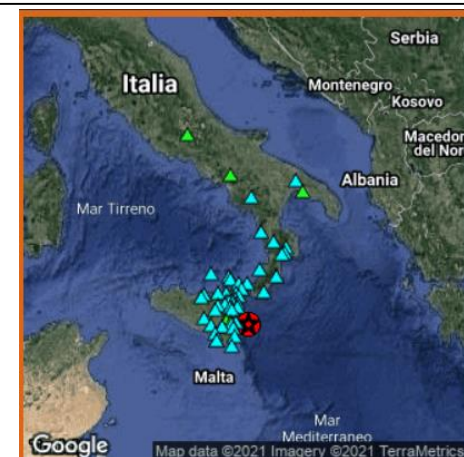 Serbia
Italia
Montenegro
Kosovo
Macedon
del Nor
Albania
Mar Tirreno
Malta
Mar
Mediterraneo
Google
Map data ©2021 Imagery ©2021 TerraMetrics